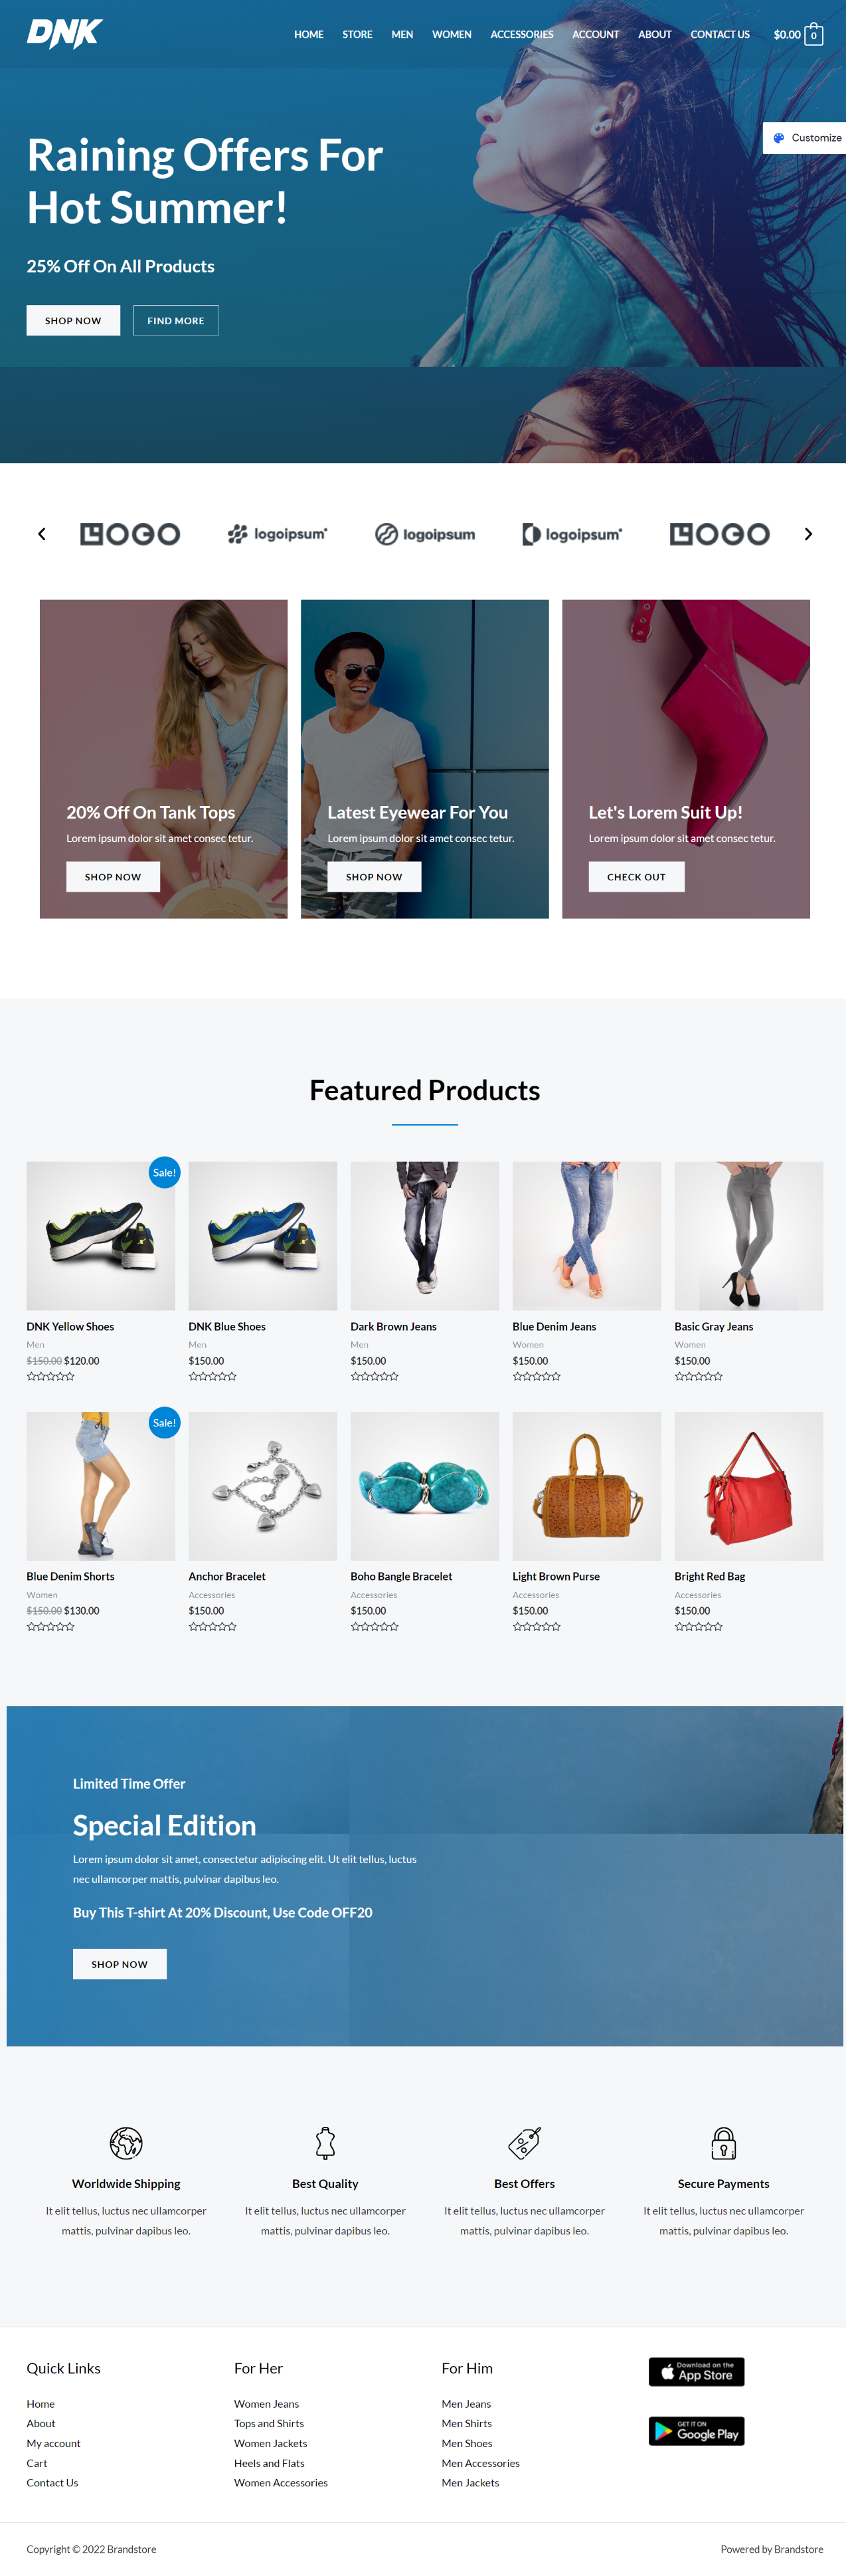 DNK
HOME STORE MEN WOMEN ACCESSORIES ACCOUNT ABOUT CONTACT US $0.00 0
Customize
Raining Offers For
Hot Summer!
25% Off On All Products
SHOP NOW FIND MORE
LOGO logoipsum logoipsum logoipsum LOGO
20% Off On Tank Tops
Lorem ipsum dolor sit amet consec tetur.
SHOP NOW
Latest Eyewear For You
Lorem ipsum dolor sit amet consec tetur.
SHOP NOW
Let's Lorem Suit Up!
Lorem ipsum dolor sit amet consec tetur.
CHECK OUT
Featured Products
Sale!
DNK Yellow Shoes
Men
$150.00 $120.00
DNK Blue Shoes
Men
$150.00
Dark Brown Jeans
Men
$150.00
Blue Denim Jeans
Women
$150.00
Basic Gray Jeans
Women
$150.00
Sale!
Blue Denim Shorts
Women
$150.00 $130.00
Anchor Bracelet
Accessories
$150.00
Boho Bangle Bracelet
Accessories
$150.00
Light Brown Purse
Accessories
$150.00
Bright Red Bag
Accessories
$150.00
Limited Time Offer
Special Edition
Lorem ipsum dolor sit amet, consectetur adipiscing elit. Ut elit tellus, luctus
nec ullamcorper mattis, pulvinar dapibus leo.
Buy This T-shirt At 20% Discount, Use Code OFF20
SHOP NOW
Worldwide Shipping
It elit tellus, luctus nec ullamcorper
mattis, pulvinar dapibus leo.
Best Quality
It elit tellus, luctus nec ullamcorper
mattis, pulvinar dapibus leo.
Best Offers
It elit tellus, luctus nec ullamcorper
mattis, pulvinar dapibus leo.
Secure Payments
It elit tellus, luctus nec ullamcorper
mattis, pulvinar dapibus leo.
Quick Links
Home
About
My account
Cart
Contact Us
For Her
Women Jeans
Tops and Shirts
Women Jackets
Heels and Flats
Women Accessories
For Him
Men Jeans
Men Shirts
Men Shoes
Men Accessories
Men Jackets
Download on the
App Store
GET IT ON
Google Play
Copyright © 2022 Brandstore
Powered by Brandstore